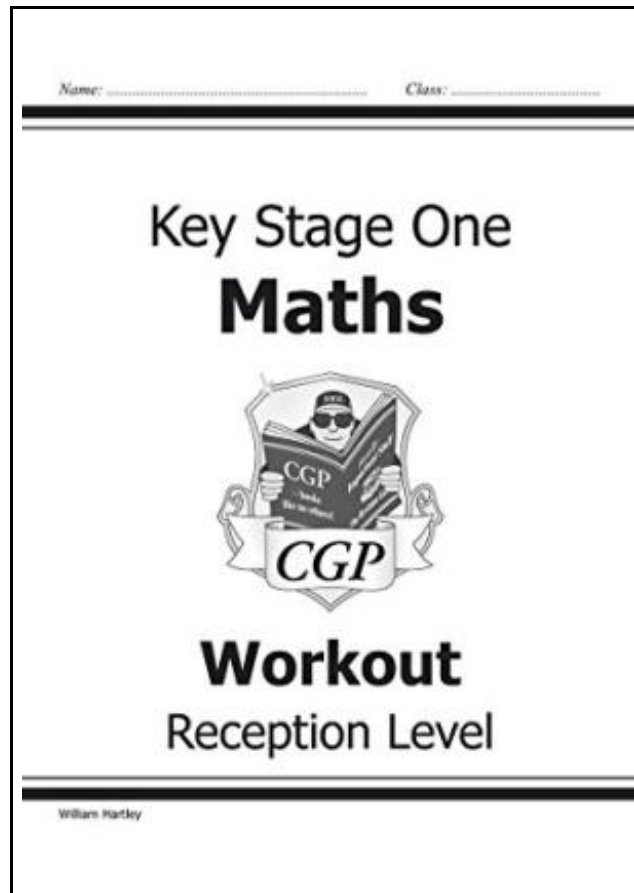 Name: ........................................ Class: ........................
Key Stage One
Maths
CGP
CGP
Workout
Reception Level
William Hartley